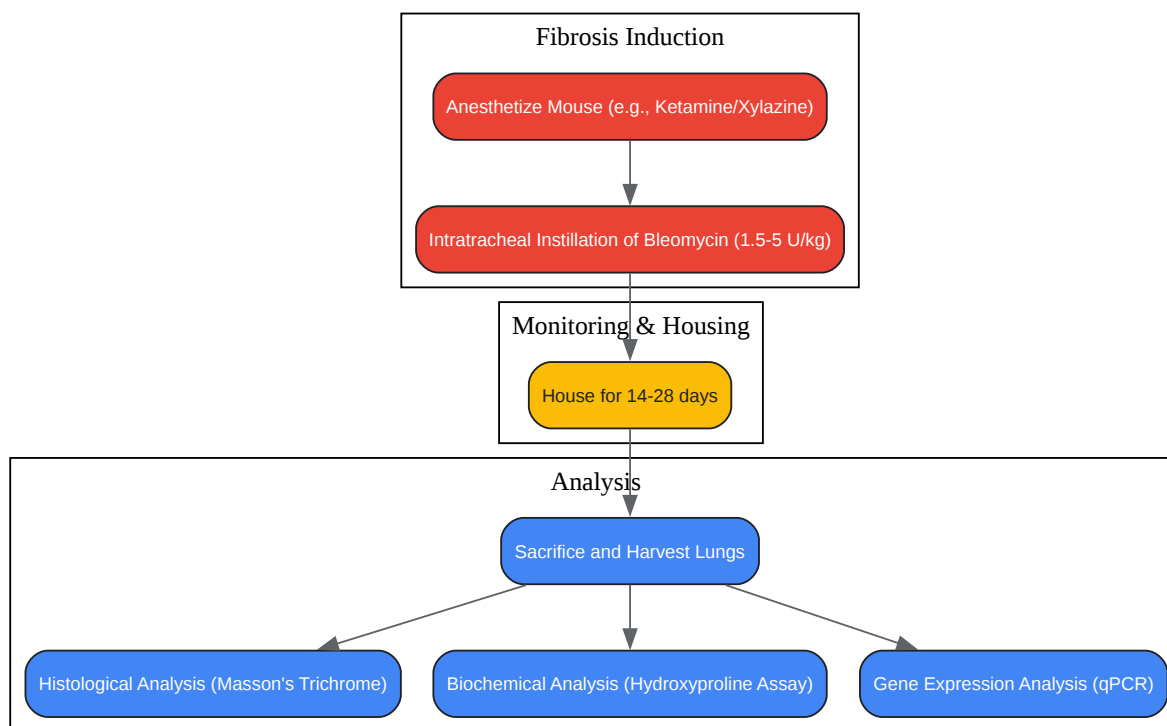 Fibrosis Induction
Anesthetize Mouse (e.g., Ketamine/Xylazine)
Intratracheal Instillation of Bleomycin (1.5-5 U/kg)
Monitoring & Housing
House for 14-28 days
Analysis
Sacrifice and Harvest Lungs
Histological Analysis (Masson's Trichrome)
Biochemical Analysis (Hydroxyproline Assay)
Gene Expression Analysis (qPCR)